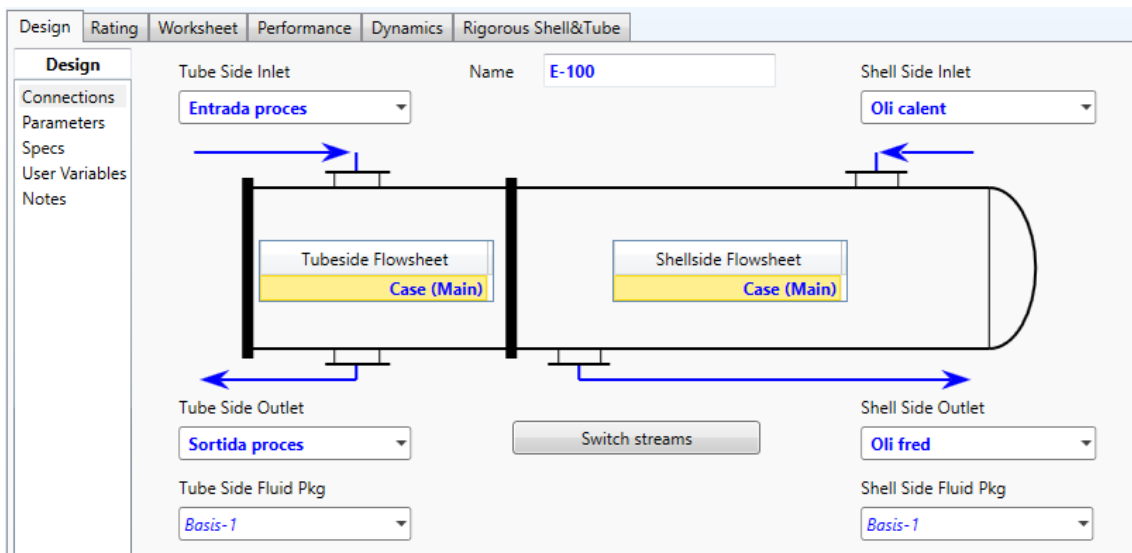 Design Rating Worksheet Performance Dynamics Rigorous Shell&Tube
Design
Connections
Parameters
Specs
User Variables
Notes
Tube Side Inlet
Entrada proces
Name E-100
Shell Side Inlet
Oli calent
Tubeside Flowsheet
Case (Main)
Shellside Flowsheet
Case (Main)
Tube Side Outlet
Sortida proces
Switch streams
Shell Side Outlet
Oli fred
Tube Side Fluid Pkg
Basis-1
Shell Side Fluid Pkg
Basis-1